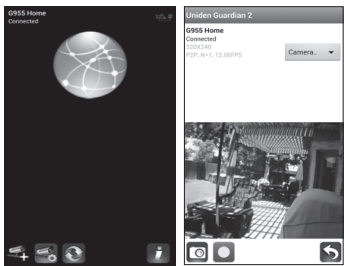 G955 Home
Connected
Uniden Guardian 2
G955 Home
Connected
320X240
P2P, N=1, 12.00FPS
Camera..